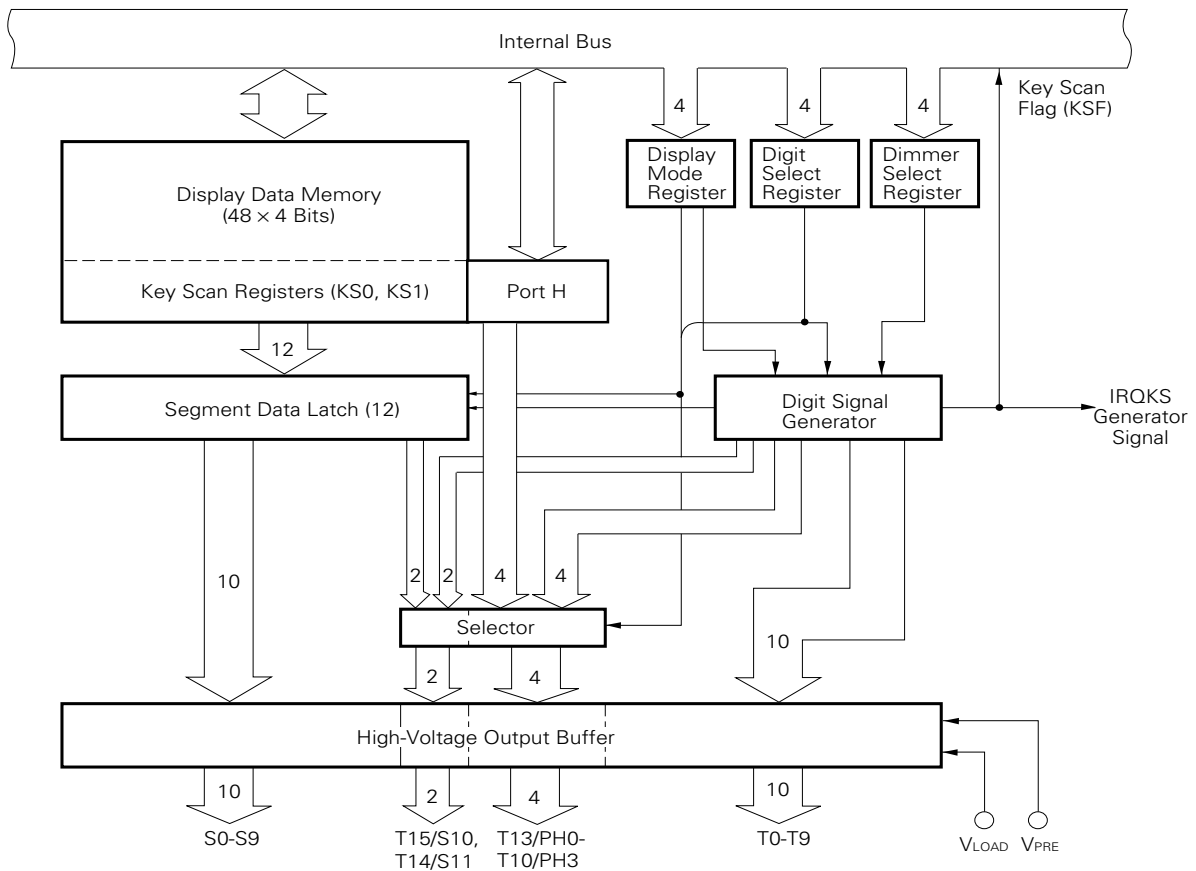 Internal Bus
4
4
4
Key Scan
Flag (KSF)
Display
Mode
Register
Digit
Select
Register
Dimmer
Select
Register
Display Data Memory
(48 × 4 Bits)
Key Scan Registers (KS0, KS1)
Port H
12
Segment Data Latch (12)
Digit Signal
Generator
IRQKS
Generator
Signal
10
2
2
4
4
Selector
10
2
4
High-Voltage Output Buffer
10
2
4
10
S0-S9
T15/S10,
T14/S11
T13/PH0-
T10/PH3
T0-T9
VLOAD
VPRE